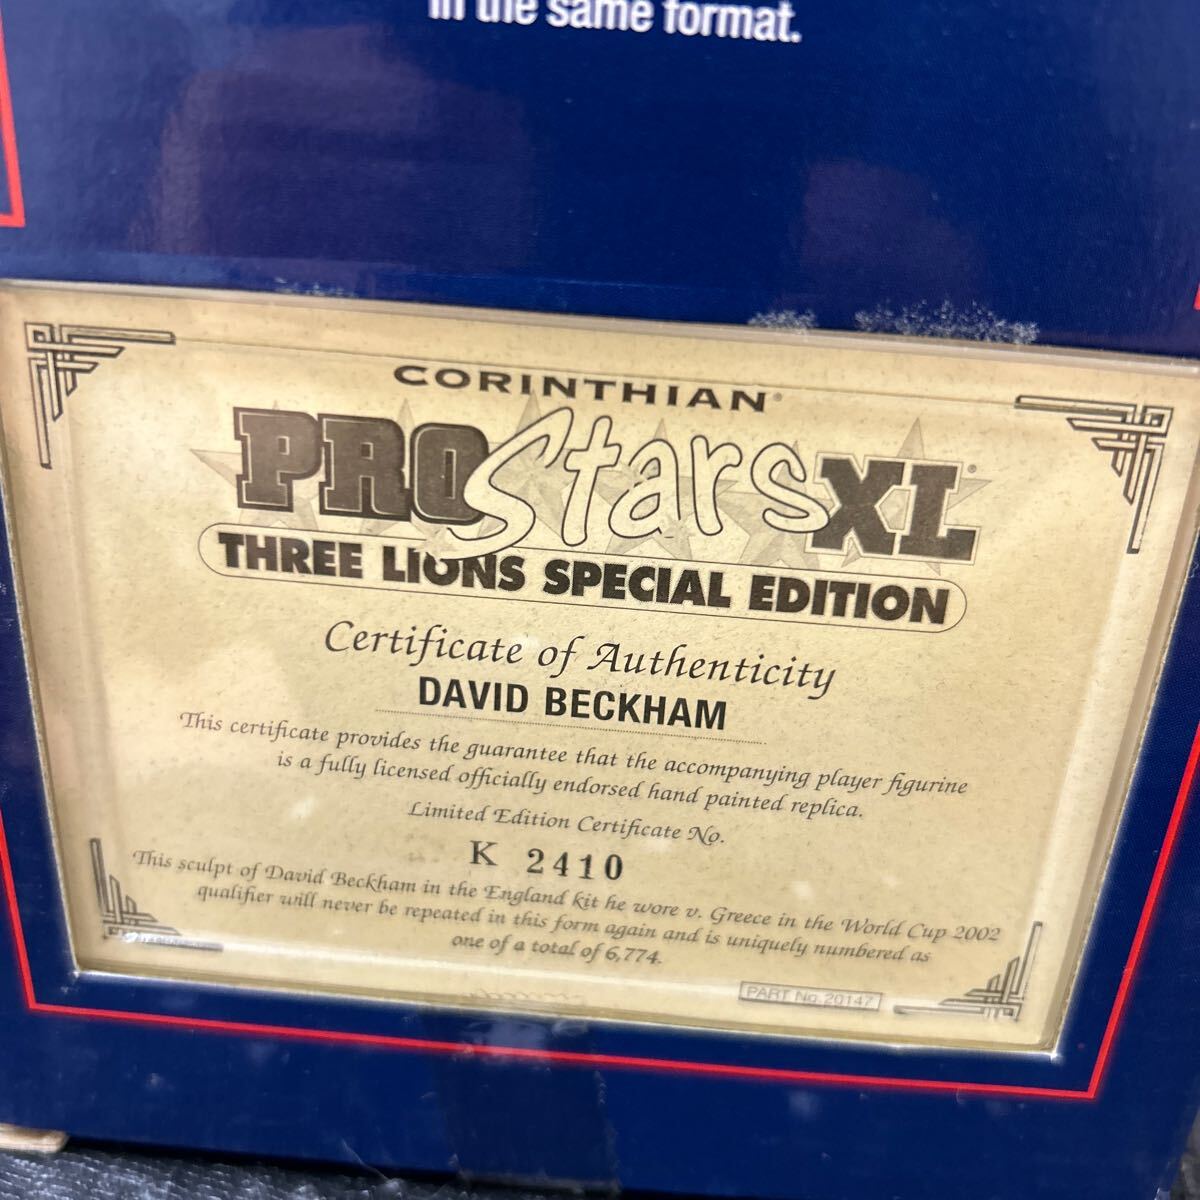 in the same format.
CORINTHIAN®
PRO Stars XL®
THREE LIONS SPECIAL EDITION
Certificate of Authenticity
DAVID BECKHAM
This certificate provides the guarantee that the accompanying player figurine
is a fully licensed officially endorsed hand painted replica.
Limited Edition Certificate No.
K 2410
This sculpt of David Beckham in the England kit he wore v. Greece in the World Cup 2002
qualifier will never be repeated in this form again and is uniquely numbered as
one of a total of 6,774.
PART No. 20147